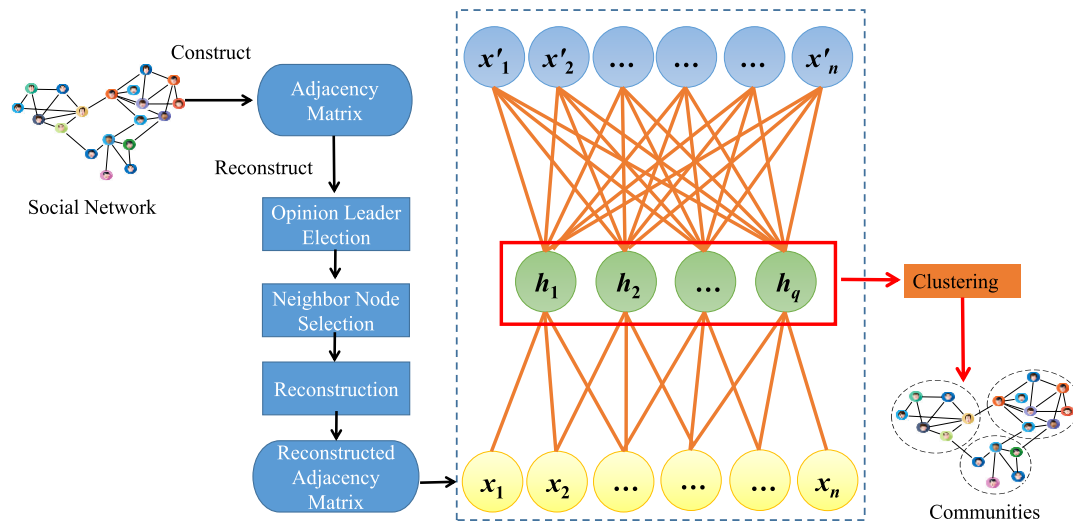 Construct
Social Network
Adjacency
Matrix
Reconstruct
Opinion Leader
Election
Neighbor Node
Selection
Reconstruction
Reconstructed
Adjacency
Matrix
x'1 x'2 ... ... ... x'n
h1 h2 ... hq
x1 x2 ... ... ... xn
Clustering
Communities